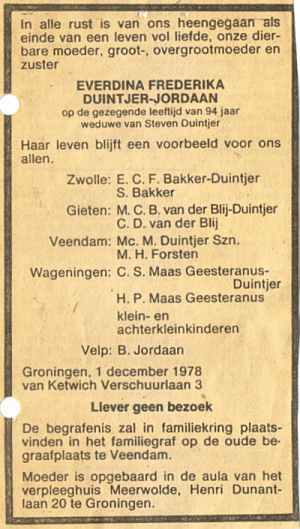 In alle rust is van ons heengegaan als
einde van een leven vol liefde, onze dier-
bare moeder, groot-, overgrootmoeder en
zuster
EVERDINA FREDERIKA
DUINTJER-JORDAAN
op de gezegende leeftijd van 94 jaar
weduwe van Steven Duintjer
Haar leven blijft een voorbeeld voor ons
allen.
Zwolle: E. C. F. Bakker-Duintjer
S. Bakker
Gieten: M. C. B. van der Blij-Duintjer
C. D. van der Blij
Veendam: Mc. M. Duintjer Szn.
M. H. Forsten
Wageningen: C. S. Maas Geesteranus-
Duintjer
H. P. Maas Geesteranus
klein- en
achterkleinkinderen
Velp: B. Jordaan
Groningen, 1 december 1978
van Ketwich Verschuurlaan 3
Liever geen bezoek
De begrafenis zal in familiekring plaats-
vinden in het familiegraf op de oude be-
graafplaats te Veendam.
Moeder is opgebaard in de aula van het
verpleeghuis Meerwolde, Henri Dunant-
laan 20 te Groningen.